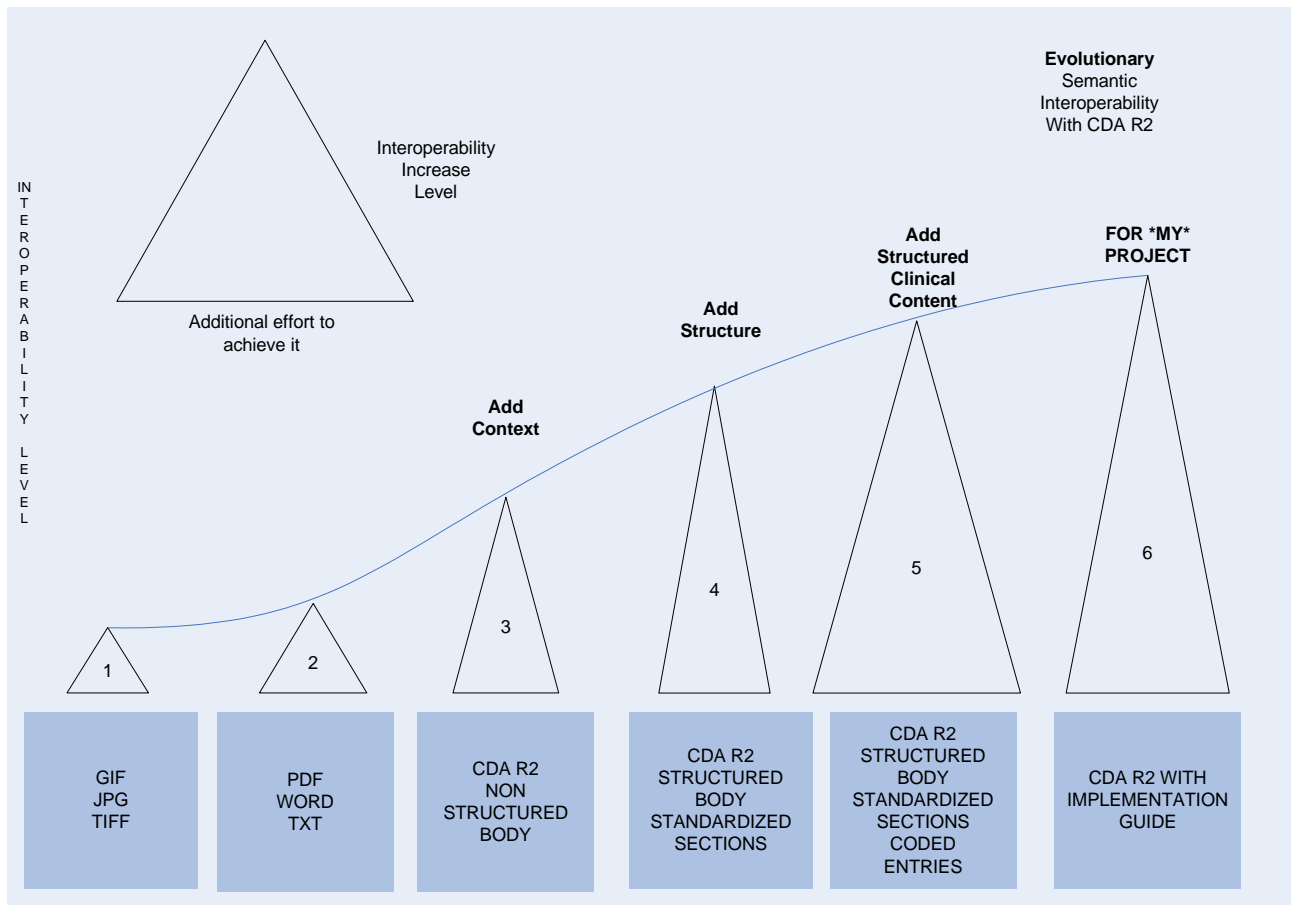 Evolutionary
Semantic
Interoperability
With CDA R2
Interoperability
Increase
Level
Additional effort to
achieve it
IN
T
E
R
O
P
E
R
A
B
I
L
I
T
Y
L
E
V
E
L
Add
Context
Add
Structure
Add
Structured
Clinical
Content
FOR *MY*
PROJECT
1
2
3
4
5
6
GIF
JPG
TIFF
PDF
WORD
TXT
CDA R2
NON
STRUCTURED
BODY
CDA R2
STRUCTURED
BODY
STANDARDIZED
SECTIONS
CDA R2
STRUCTURED
BODY
STANDARDIZED
SECTIONS
CODED
ENTRIES
CDA R2 WITH
IMPLEMENTATION
GUIDE